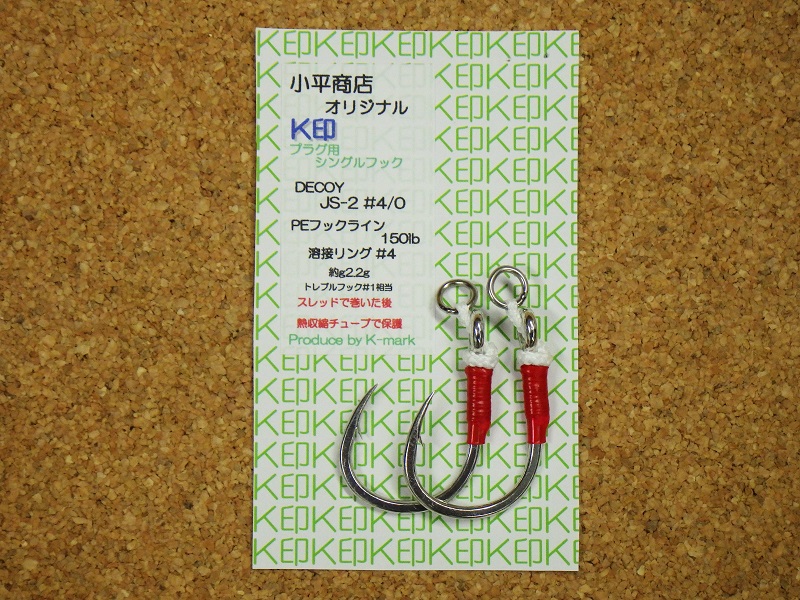 小平商店
オリジナル
K印
プラグ用
シングルフック
DECOY
JS-2 #4/0
PEフックライン
150lb
溶接リング #4
約g2.2g
トレブルフック#1相当
スレッドで巻いた後
熱収縮チューブで保護
Produce by K-mark